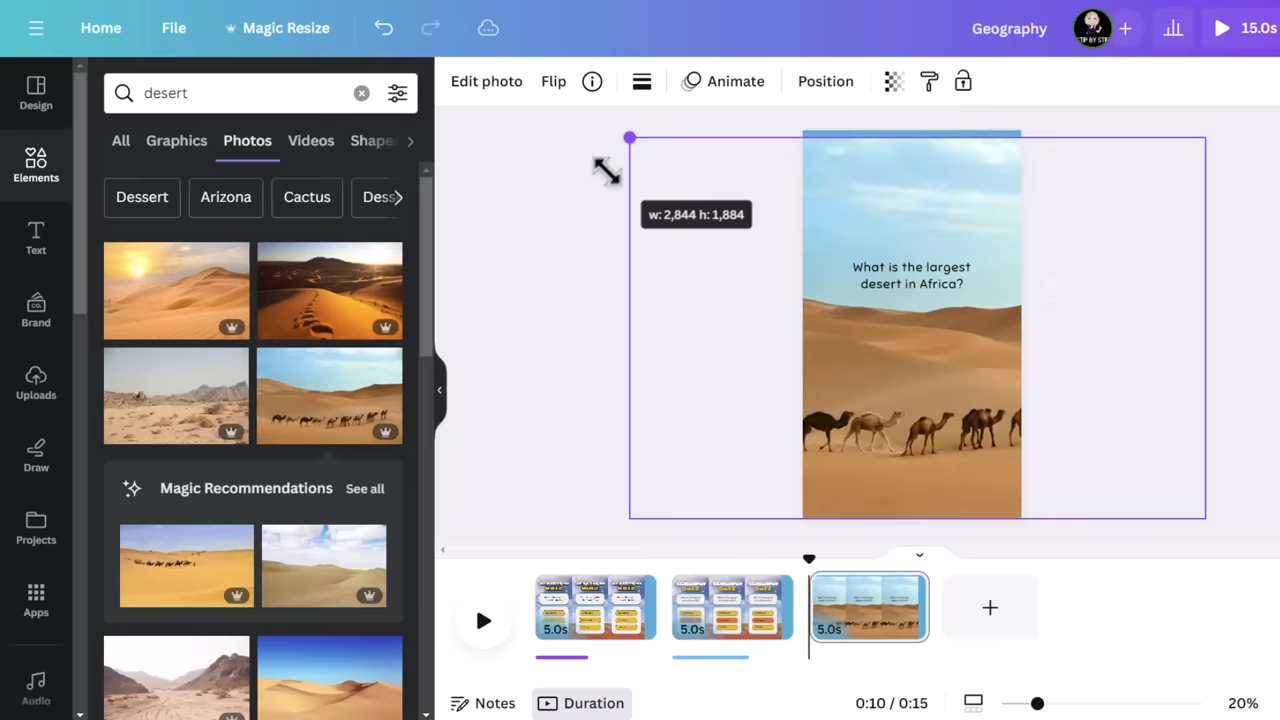 Home File Magic Resize Geography 15.0s
Design
Elements
Text
Brand
CO.
Uploads
Draw
Projects
Apps
Audio
desert
All Graphics Photos Videos Shapes
Dessert Arizona Cactus
Magic Recommendations See all
Edit photo Flip Animate Position
w: 2,844 h: 1,884
What is the largest
desert in Africa?
5.0s 5.0s 5.0s
Notes Duration 0:10 / 0:15 20%